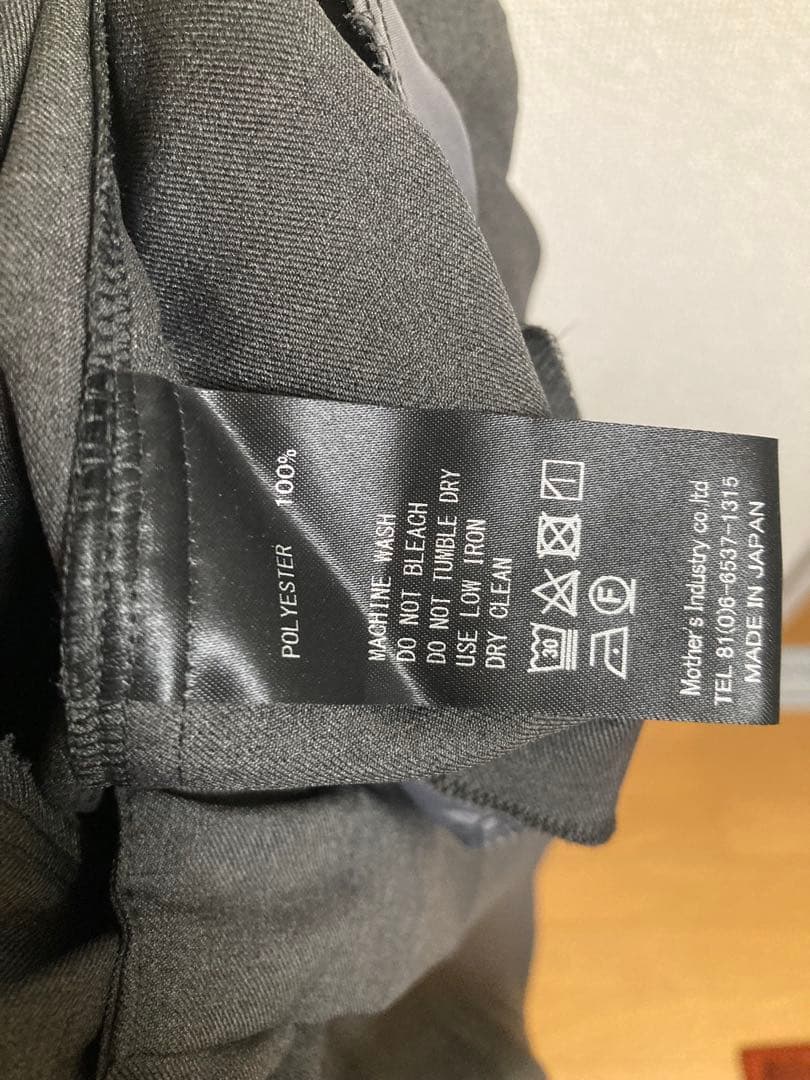 POLYESTER 100%
MACHINE WASH
DO NOT BLEACH
DO NOT TUMBLE DRY
USE LOW IRON
DRY CLEAN
30
F
Mother's Industry co.,ltd
TEL 81(0)6-6537-1315
MADE IN JAPAN